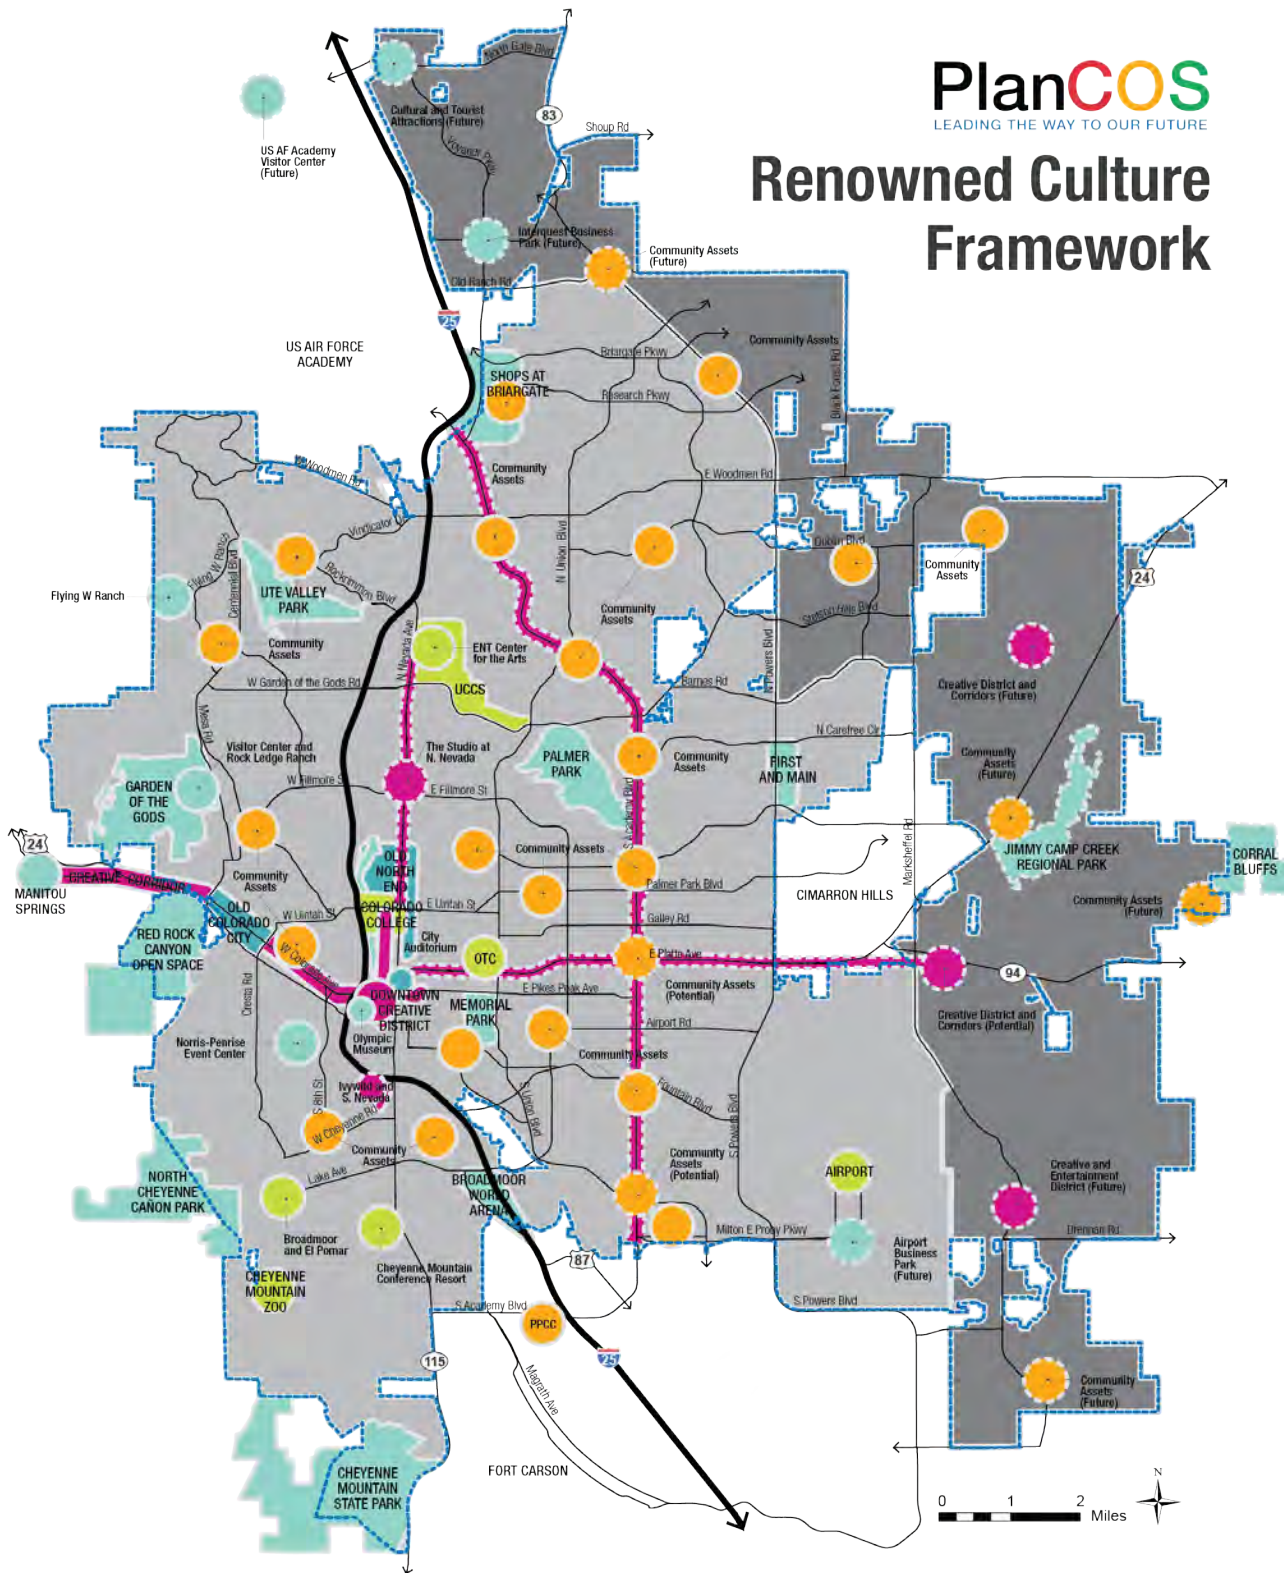 PlanCOS
LEADING THE WAY TO OUR FUTURE
Renowned Culture
Framework
North Gate Blvd
Cultural and Tourist
Attractions (Future)
83
Shoup Rd
US AF Academy
Visitor Center
(Future)
Voyager Pkwy
Interquest Business
Park (Future)
Community Assets
(Future)
Old Ranch Rd
25
US AIR FORCE
ACADEMY
Community Assets
Briargate Pkwy
SHOPS AT
BRIARGATE
Research Pkwy
Black Forest Rd
Community
Assets
W Woodmen Rd
E Woodmen Rd
Vindicator
N Union Blvd
Dublin Blvd
Community
Assets
24
Flying W Ranch
Centennial Blvd
Rockrimmon Blvd
Flying W Ranch
UTE VALLEY
PARK
Community
Assets
Stetson Hills Blvd
Community
Assets
N Nevada Ave
ENT Center
for the Arts
N Powers Blvd
W Garden of the Gods Rd
UCCS
Barnes Rd
Creative District and
Corridors (Future)
Mesa Rd
N Carefree Cir
Visitor Center and
Rock Ledge Ranch
The Studio at
N. Nevada
PALMER
PARK
Community
Assets
FIRST
AND MAIN
Community
Assets
(Future)
GARDEN
OF THE
GODS
W Fillmore S
E Fillmore St
S Academy Blvd
Marksheffel Rd
24
Community Assets
JIMMY CAMP CREEK
REGIONAL PARK
CORRAL
BLUFFS
OLD
NORTH
END
CREATIVE CORRIDOR
MANITOU
SPRINGS
Community
Assets
Palmer Park Blvd
CIMARRON HILLS
Community Assets
(Future)
OLD
COLORADO
CITY
W Uintah St
COLORADO
COLLEGE
E Uintah St
Galley Rd
RED ROCK
CANYON
OPEN SPACE
W Colorado Ave
City
Auditorium
OTC
E Platte Ave
94
Community Assets
(Potential)
E Pikes Peak Ave
DOWNTOWN
CREATIVE
DISTRICT
MEMORIAL
PARK
Airport Rd
Creative District and
Corridors (Potential)
Norris-Penrise
Event Center
Olympic
Museum
Community Assets
Ivywild and
S. Nevada
S 8th St
S Union Blvd
Fountain Blvd
S Powers Blvd
W Cheyenne Rd
Community
Assets
Community
Assets
(Potential)
Creative and
Entertainment
District (Future)
NORTH
CHEYENNE
CAÑON PARK
Lake Ave
BROADMOOR
WORLD
ARENA
AIRPORT
Milton E Proby Pkwy
Drennan Rd
Broadmoor
and El Pomar
Airport
Business
Park
(Future)
87
CHEYENNE
MOUNTAIN
ZOO
Cheyenne Mountain
Conference Resort
S Academy Blvd
PPCC
S Powers Blvd
115
25
Community
Assets
(Future)
Magrath Ave
CHEYENNE
MOUNTAIN
STATE PARK
FORT CARSON
N
0 1 2
Miles